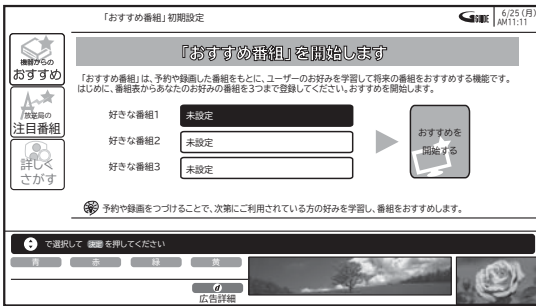 「おすすめ番組」初期設定
G GUIDE
6/25 (月)
AM11:11
機器からの
おすすめ
放送局の
注目番組
詳しく
さがす
「おすすめ番組」を開始します
「おすすめ番組」は、予約や録画した番組をもとに、ユーザーのお好みを学習して将来の番組をおすすめする機能です。
はじめに、番組表からあなたのお好みの番組を3つまで登録してください。おすすめを開始します。
好きな番組1 未設定
好きな番組2 未設定
好きな番組3 未設定
おすすめを
開始する
予約や録画をつづけることで、次第にご利用されている方の好みを学習し、番組をおすすめします。
で選択して 決定 を押してください
青 赤 緑 黄
d
広告詳細